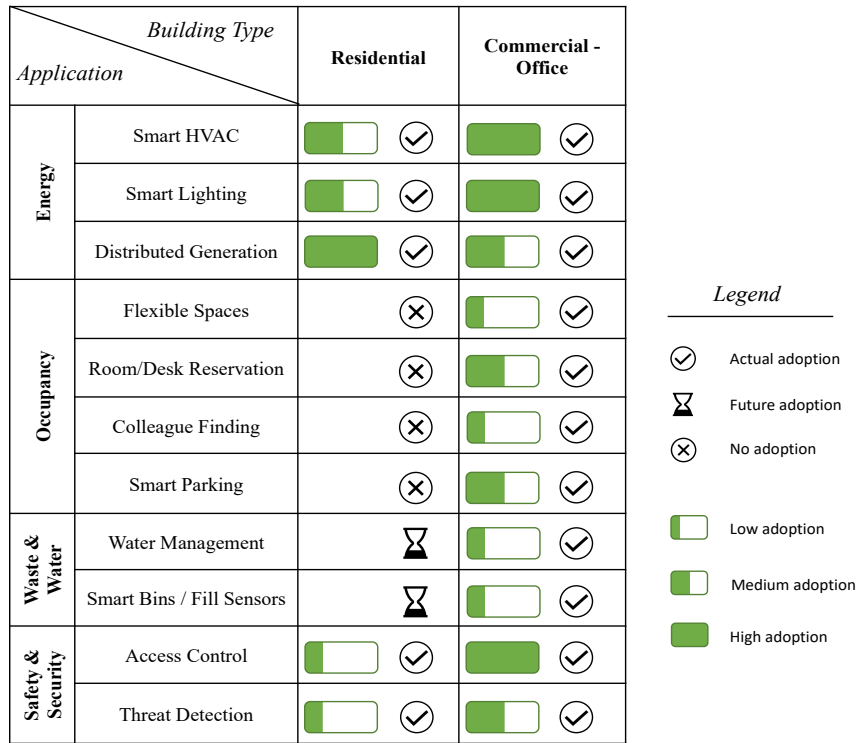 Building Type
Application
Residential
Commercial -
Office
Energy
Smart HVAC
Smart Lighting
Distributed Generation
Occupancy
Flexible Spaces
Room/Desk Reservation
Colleague Finding
Smart Parking
Waste &
Water
Water Management
Smart Bins / Fill Sensors
Safety &
Security
Access Control
Threat Detection
Legend
Actual adoption
Future adoption
No adoption
Low adoption
Medium adoption
High adoption